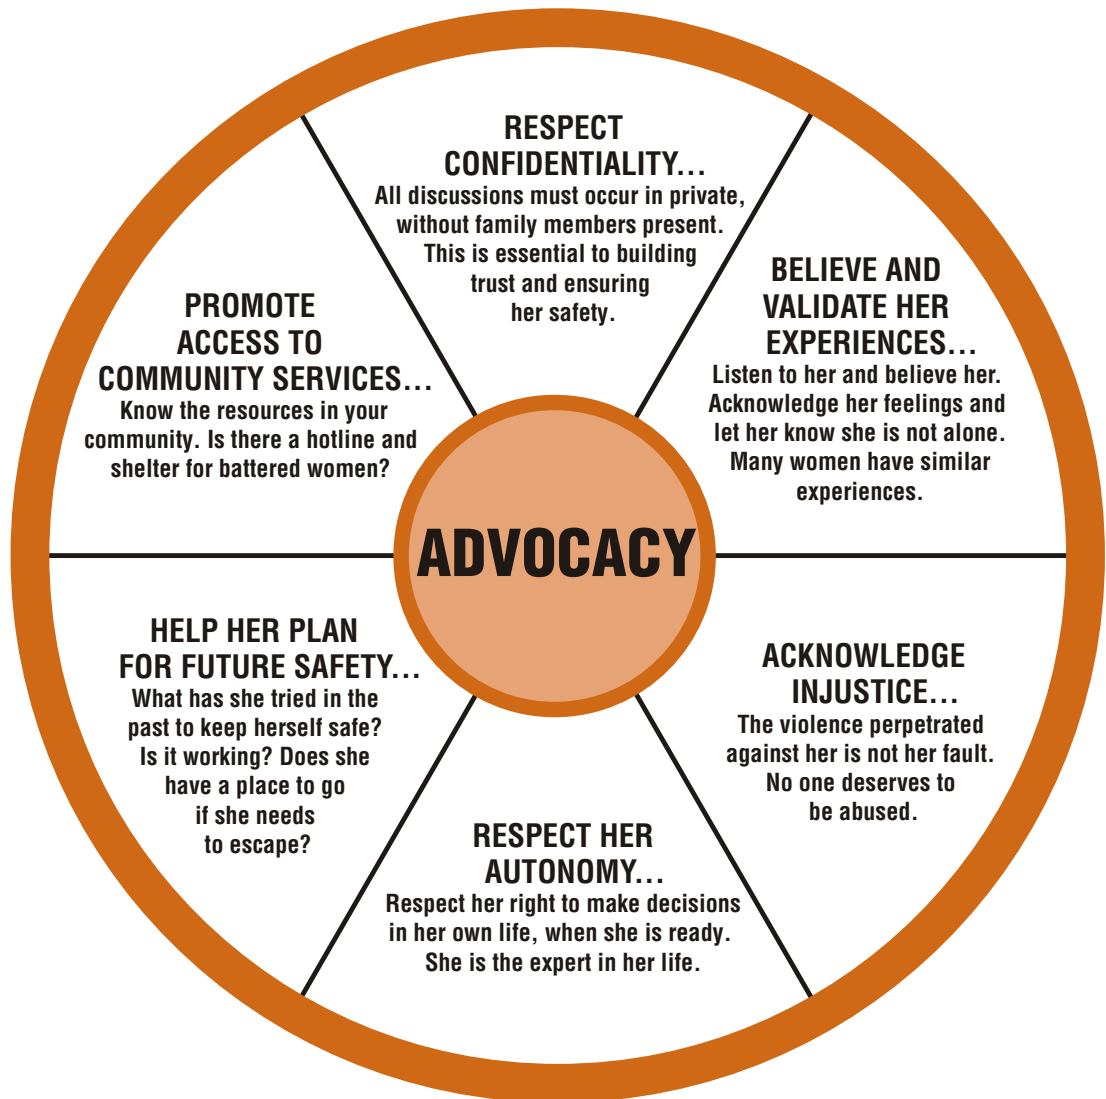 RESPECT
CONFIDENTIALITY...
All discussions must occur in private,
without family members present.
This is essential to building
trust and ensuring
her safety.
BELIEVE AND
VALIDATE HER
EXPERIENCES...
Listen to her and believe her.
Acknowledge her feelings and
let her know she is not alone.
Many women have similar
experiences.
ACKNOWLEDGE
INJUSTICE...
The violence perpetrated
against her is not her fault.
No one deserves to
be abused.
RESPECT HER
AUTONOMY...
Respect her right to make decisions
in her own life, when she is ready.
She is the expert in her life.
HELP HER PLAN
FOR FUTURE SAFETY...
What has she tried in the
past to keep herself safe?
Is it working? Does she
have a place to go
if she needs
to escape?
PROMOTE
ACCESS TO
COMMUNITY SERVICES...
Know the resources in your
community. Is there a hotline and
shelter for battered women?
ADVOCACY